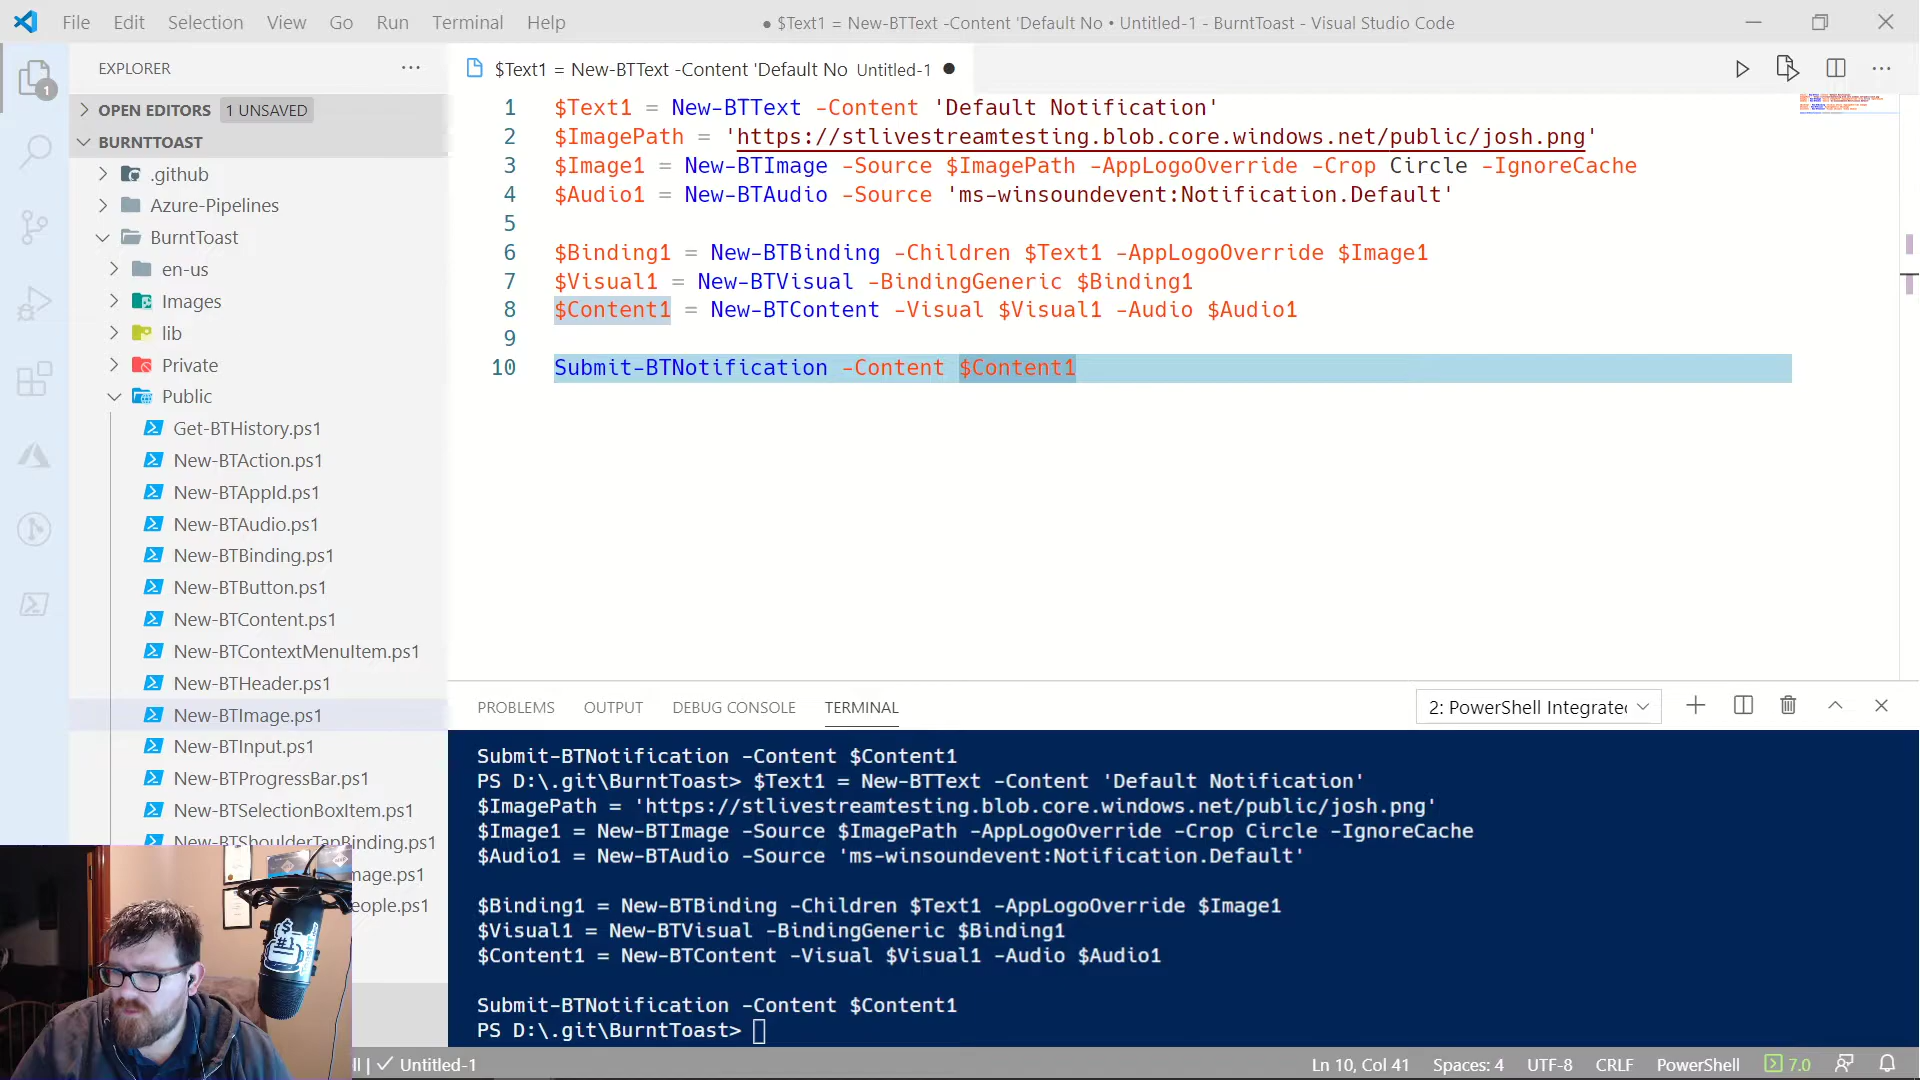 File Edit Selection View Go Run Terminal Help
● $Text1 = New-BTText -Content 'Default No • Untitled-1 - BurntToast - Visual Studio Code
EXPLORER
1
OPEN EDITORS 1 UNSAVED
BURNTTOAST
.github
Azure-Pipelines
BurntToast
en-us
Images
lib
Private
Public
Get-BTHistory.ps1
New-BTAction.ps1
New-BTAppId.ps1
New-BTAudio.ps1
New-BTBinding.ps1
New-BTButton.ps1
New-BTContent.ps1
New-BTContextMenuItem.ps1
New-BTHeader.ps1
New-BTImage.ps1
New-BTInput.ps1
New-BTProgressBar.ps1
New-BTSelectionBoxItem.ps1
New-BTShoulderTapBinding.ps1
mage.ps1
eople.ps1
$Text1 = New-BTText -Content 'Default No Untitled-1 ●
1 $Text1 = New-BTText -Content 'Default Notification'
2 $ImagePath = 'https://stlivestreamtesting.blob.core.windows.net/public/josh.png'
3 $Image1 = New-BTImage -Source $ImagePath -AppLogoOverride -Crop Circle -IgnoreCache
4 $Audio1 = New-BTAudio -Source 'ms-winsoundevent:Notification.Default'
5
6 $Binding1 = New-BTBinding -Children $Text1 -AppLogoOverride $Image1
7 $Visual1 = New-BTVisual -BindingGeneric $Binding1
8 $Content1 = New-BTContent -Visual $Visual1 -Audio $Audio1
9
10 Submit-BTNotification -Content $Content1
PROBLEMS OUTPUT DEBUG CONSOLE TERMINAL
2: PowerShell Integrate
Submit-BTNotification -Content $Content1
PS D:\.git\BurntToast> $Text1 = New-BTText -Content 'Default Notification'
$ImagePath = 'https://stlivestreamtesting.blob.core.windows.net/public/josh.png'
$Image1 = New-BTImage -Source $ImagePath -AppLogoOverride -Crop Circle -IgnoreCache
$Audio1 = New-BTAudio -Source 'ms-winsoundevent:Notification.Default'
$Binding1 = New-BTBinding -Children $Text1 -AppLogoOverride $Image1
$Visual1 = New-BTVisual -BindingGeneric $Binding1
$Content1 = New-BTContent -Visual $Visual1 -Audio $Audio1
Submit-BTNotification -Content $Content1
PS D:\.git\BurntToast>
ll | ✓ Untitled-1
Ln 10, Col 41 Spaces: 4 UTF-8 CRLF PowerShell 7.0